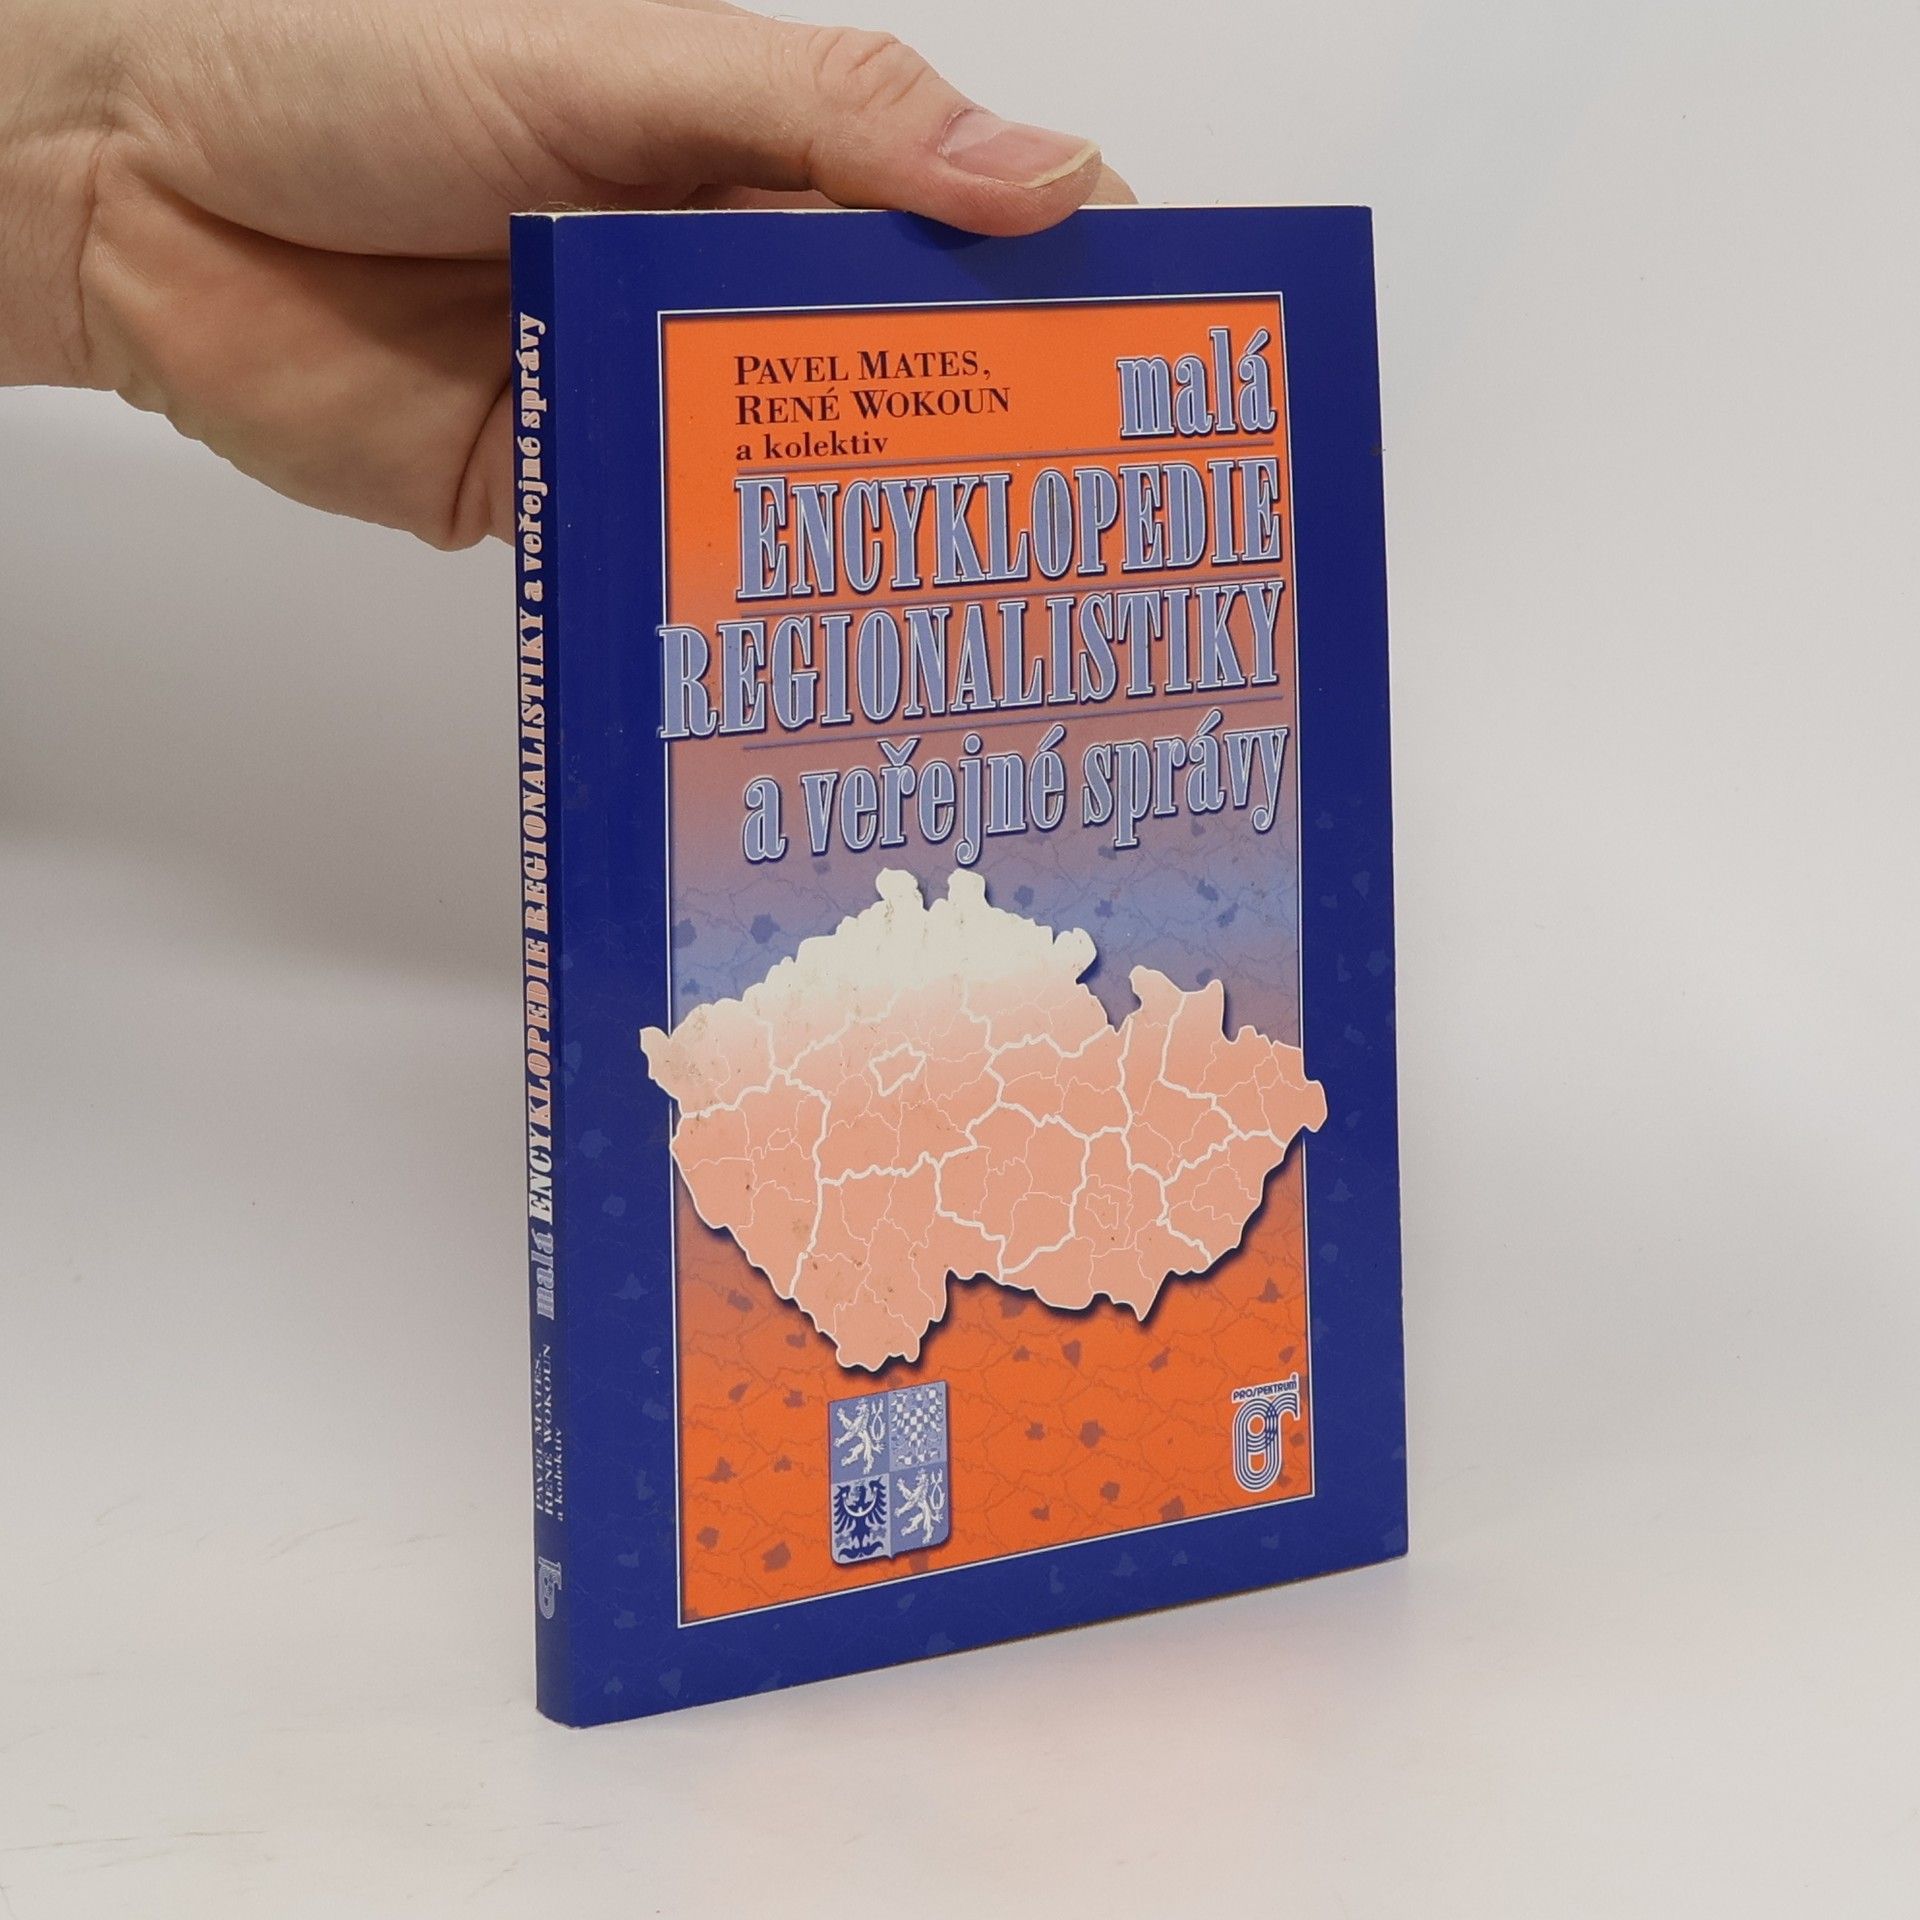 PAVEL MATES,
RENÉ WOKOUN
a kolektiv
malá
ENCYKLOPEDIE
REGIONALISTIKY
a veřejné správy
PROSPEKTRUM
PAVEL MATES,
RENÉ WOKOUN
a kolektiv
malá ENCYKLOPEDIE REGIONALISTIKY a veřejné správy